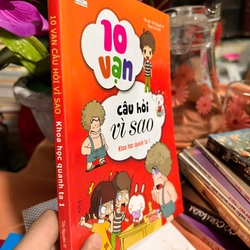 10
vạn
câu hỏi
vì sao
Khoa học quanh ta 1
10 VẠN CÂU HỎI VÌ SAO
Khoa học quanh ta 1